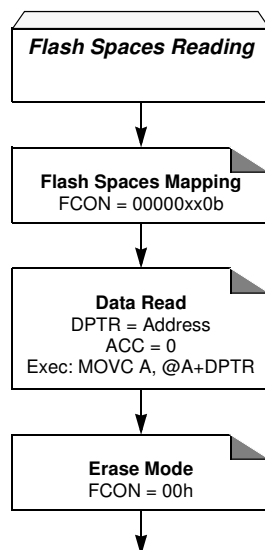 Flash Spaces Reading
Flash Spaces Mapping
FCON = 00000xx0b
Data Read
DPTR = Address
ACC = 0
Exec: MOVC A, @A+DPTR
Erase Mode
FCON = 00h